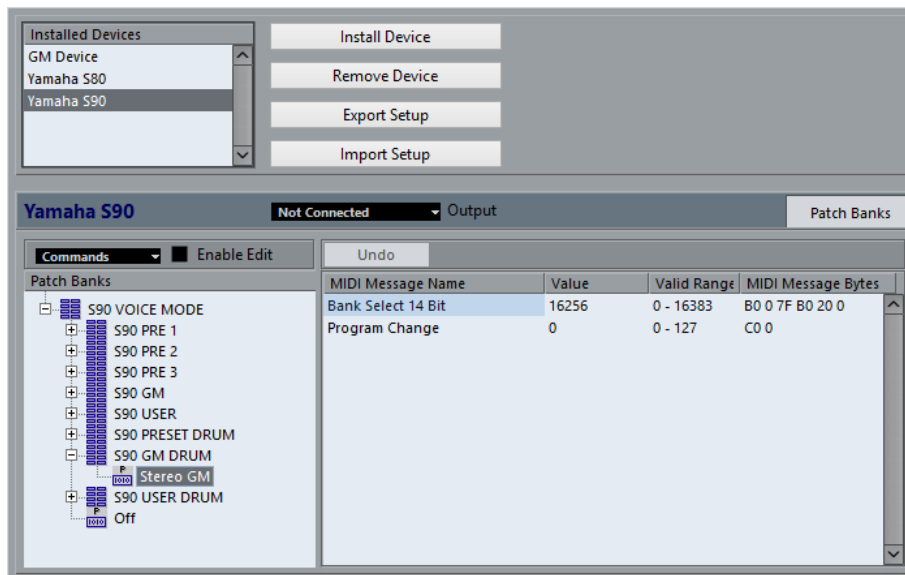 Installed Devices
GM Device
Yamaha S80
Yamaha S90
Install Device
Remove Device
Export Setup
Import Setup
Yamaha S90 Not Connected Output Patch Banks
Commands Enable Edit Undo
Patch Banks
S90 VOICE MODE
S90 PRE 1
S90 PRE 2
S90 PRE 3
S90 GM
S90 USER
S90 PRESET DRUM
S90 GM DRUM
Stereo GM
S90 USER DRUM
Off
MIDI Message Name Value Valid Range MIDI Message Bytes
Bank Select 14 Bit 16256 0 - 16383 B0 0 7F B0 20 0
Program Change 0 0 - 127 C0 0